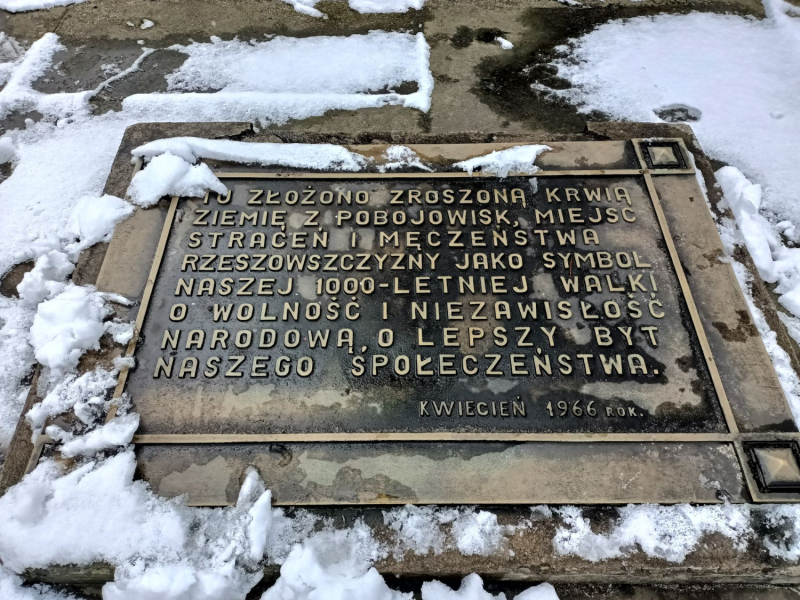 TU ZŁOŻONO ZROSZONĄ KRWIĄ
ZIEMIĘ Z POBOJOWISK, MIEJSC
STRACEŃ I MĘCZEŃSTWA
RZESZOWSZCZYZNY JAKO SYMBOL
NASZEJ 1000-LETNIEJ WALKI
O WOLNOŚĆ I NIEZAWISŁOŚĆ
NARODOWĄ, O LEPSZY BYT
NASZEGO SPOŁECZEŃSTWA.
KWIECIEŃ 1966 ROK.